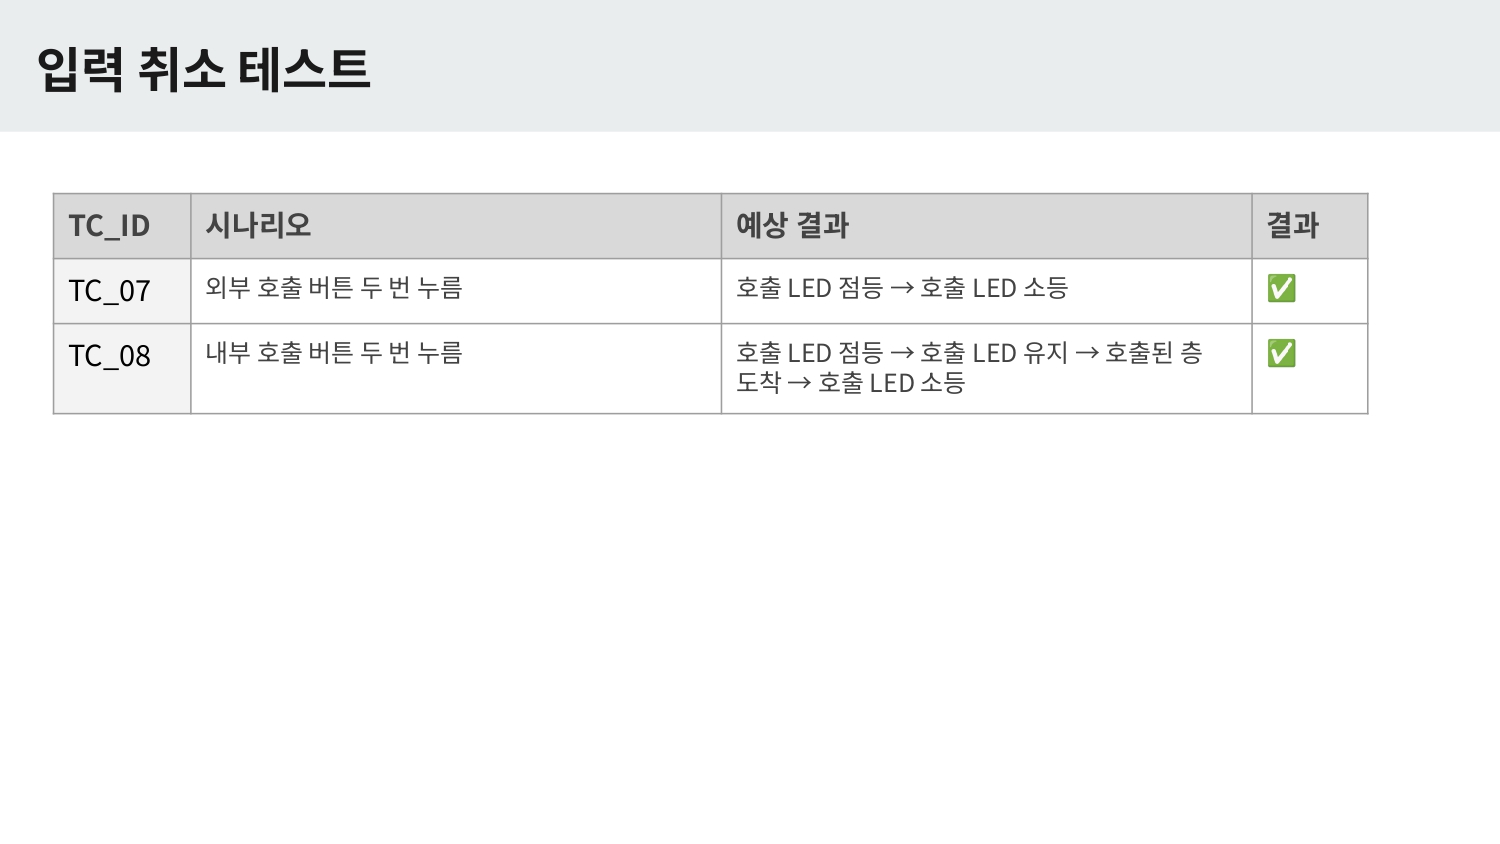 입력 취소 테스트
TC_ID 시나리오 예상 결과 결과
TC_07 외부 호출 버튼 두 번 누름 호출 LED 점등 → 호출 LED 소등 ✅
TC_08 내부 호출 버튼 두 번 누름 호출 LED 점등 → 호출 LED 유지 → 호출된 층 ✅
도착 → 호출 LED 소등